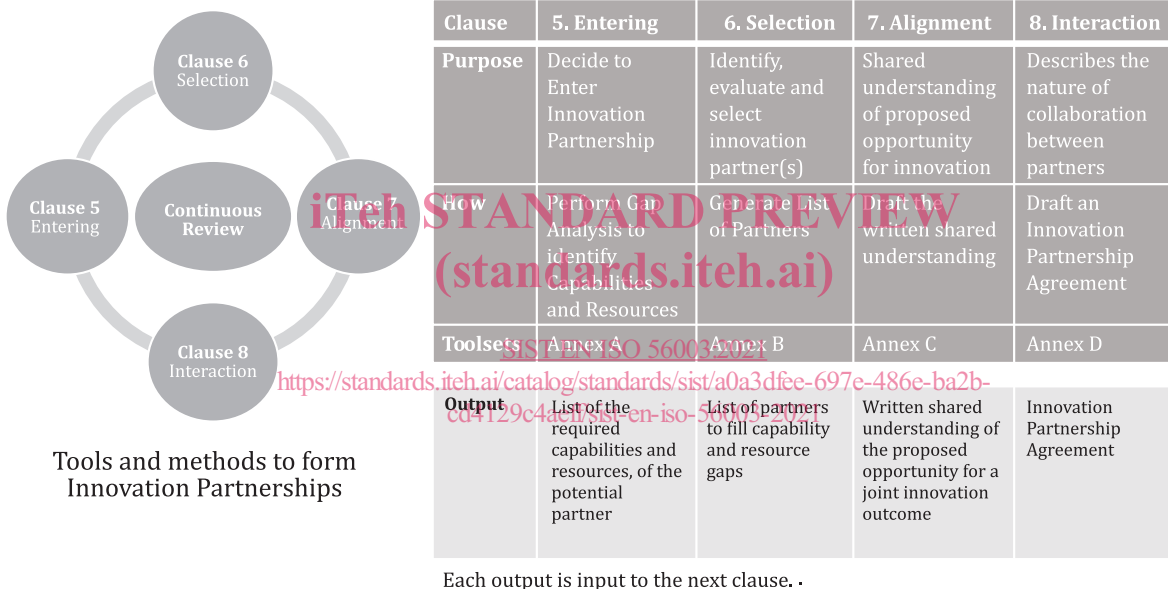 Clause 6
Selection
Clause 5
Entering
Continuous
Review
Clause 7
Alignment
Clause 8
Interaction
Tools and methods to form
Innovation Partnerships
Clause
5. Entering
6. Selection
7. Alignment
8. Interaction
Purpose
Decide to
Enter
Innovation
Partnership
Identify,
evaluate and
select
innovation
partner(s)
Shared
understanding
of proposed
opportunity
for innovation
Describes the
nature of
collaboration
between
partners
How
Perform Gap
Analysis to
identify
Capabilities
and Resources
Generate List
of Partners
Draft the
written shared
understanding
Draft an
Innovation
Partnership
Agreement
Toolsets
Annex A
Annex B
Annex C
Annex D
Output
List of the
required
capabilities and
resources, of the
potential
partner
List of partners
to fill capability
and resource
gaps
Written shared
understanding of
the proposed
opportunity for a
joint innovation
outcome
Innovation
Partnership
Agreement
Each output is input to the next clause. .
iTeh STANDARD PREVIEW
(standards.iteh.ai)
SIST EN ISO 56003:2021
https://standards.iteh.ai/catalog/standards/sist/a0a3dfee-697e-486e-ba2b-
/sist-en-iso-56003-2021